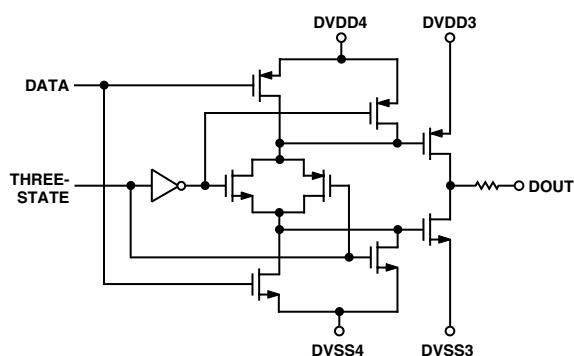 DVDD4
DVDD3
DATA
THREE-
STATE
DOUT
DVSS4
DVSS3